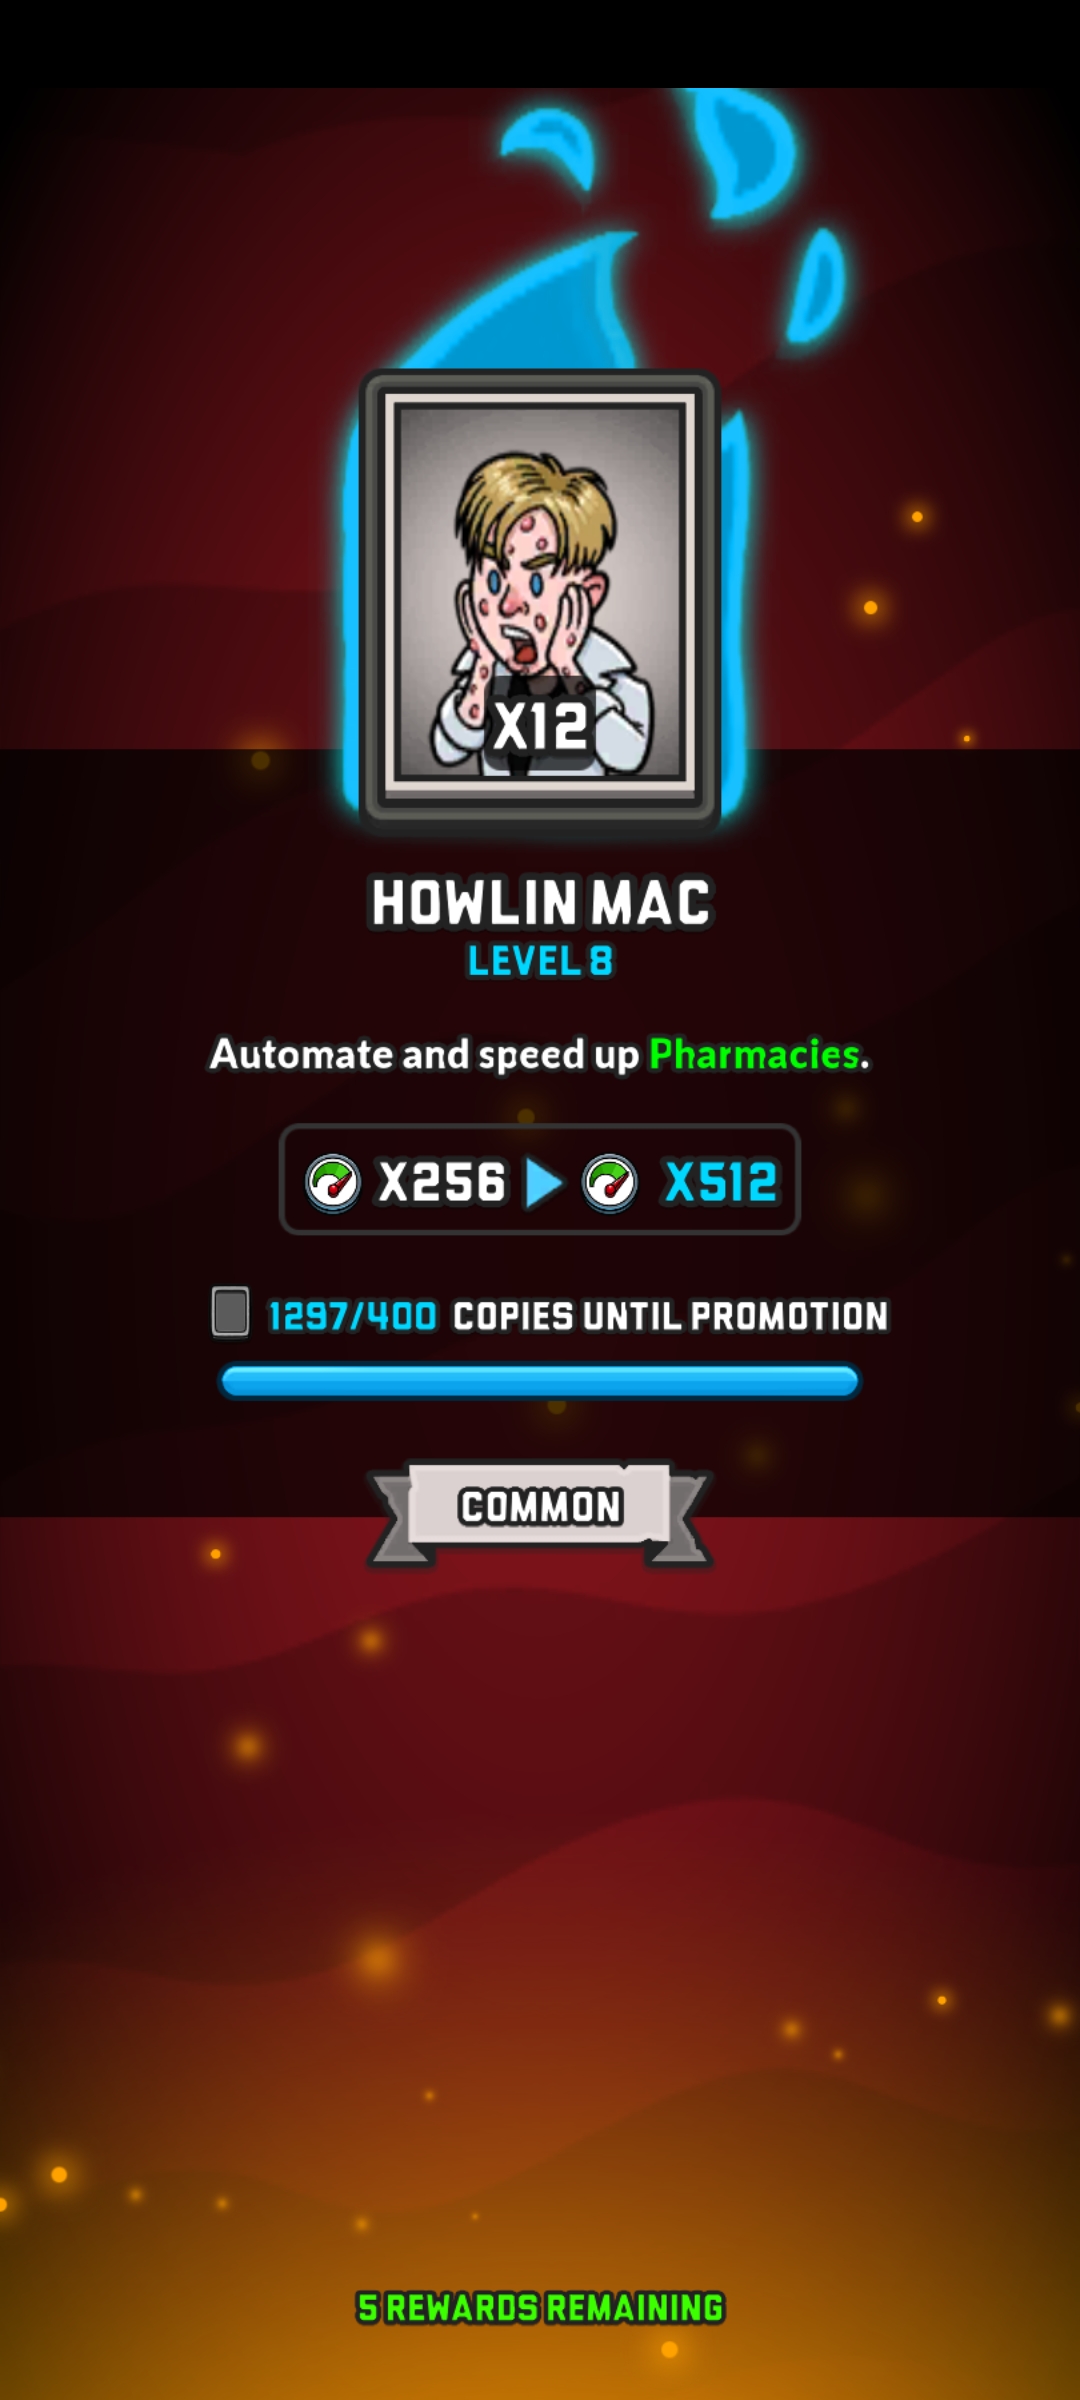 X12
HOWLIN MAC
LEVEL 8
Automate and speed up Pharmacies.
X256 X512
1297/400 COPIES UNTIL PROMOTION
COMMON
5 REWARDS REMAINING